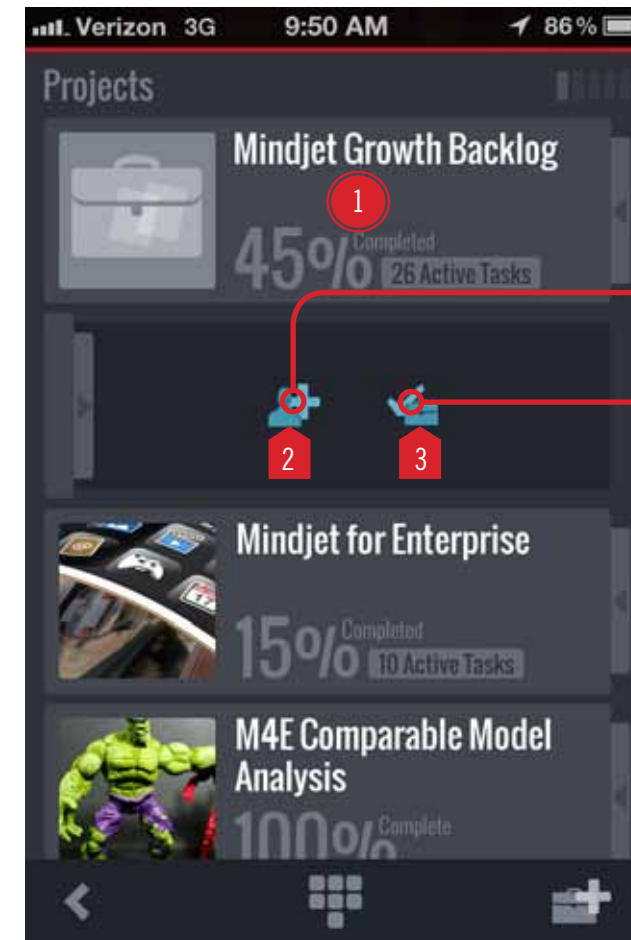 Verizon 3G 9:50 AM 86%
Projects
Mindjet Growth Backlog
1
45% Completed
26 Active Tasks
2 3
Mindjet for Enterprise
15% Completed
10 Active Tasks
M4E Comparable Model
Analysis
100% Complete